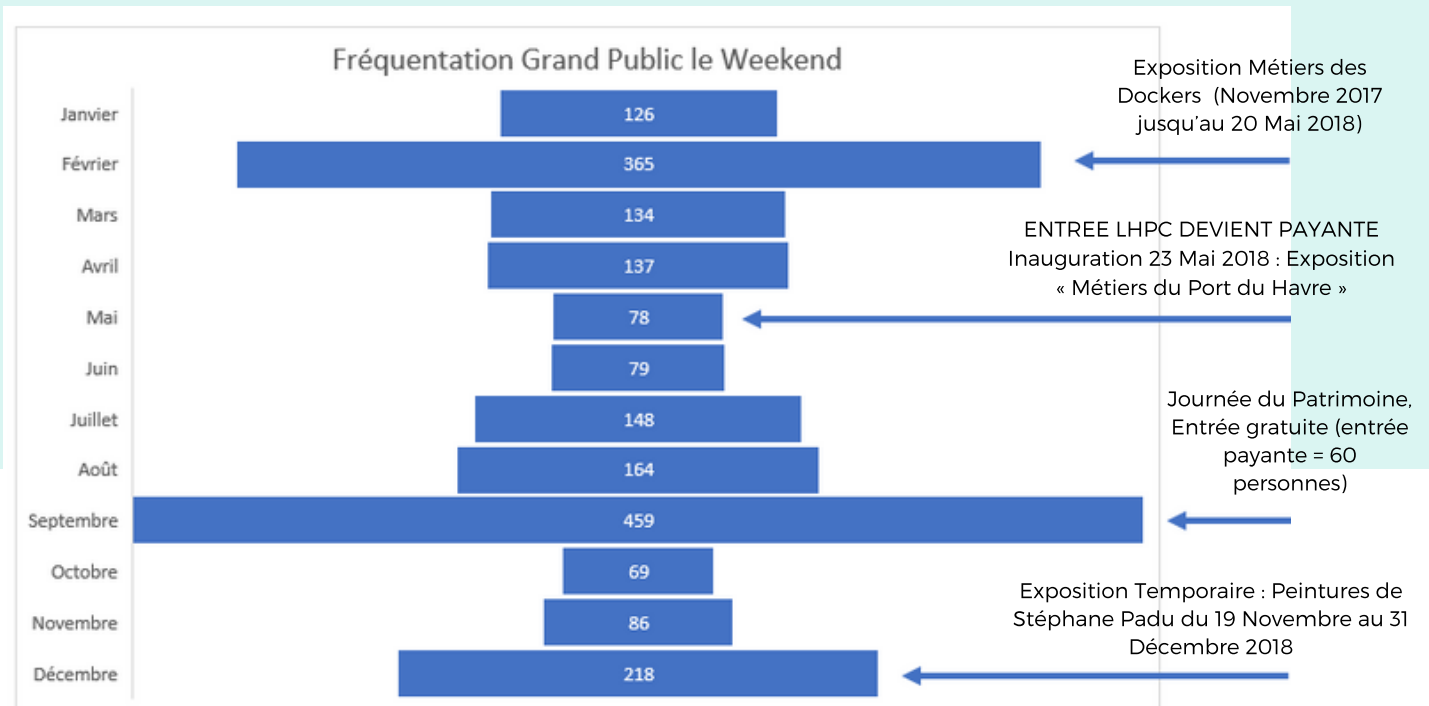 Fréquentation Grand Public le Weekend
Janvier 126
Février 365
Mars 134
Avril 137
Mai 78
Juin 79
Juillet 148
Août 164
Septembre 459
Octobre 69
Novembre 86
Décembre 218
Exposition Métiers des
Dockers (Novembre 2017
jusqu'au 20 Mai 2018)
ENTREE LHPC DEVIENT PAYANTE
Inauguration 23 Mai 2018 : Exposition
« Métiers du Port du Havre »
Journée du Patrimoine,
Entrée gratuite (entrée
payante = 60
personnes)
Exposition Temporaire : Peintures de
Stéphane Padu du 19 Novembre au 31
Décembre 2018